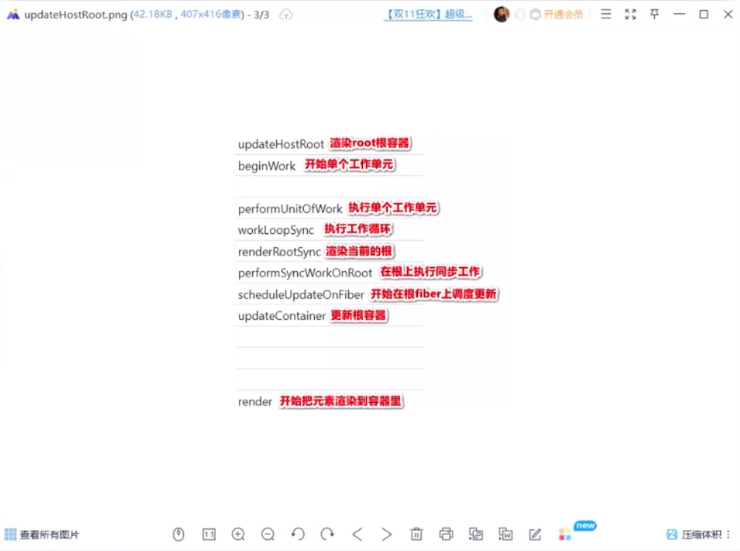 updateHostRoot.png (42.18KB , 407x416像素) - 3/3 【双11狂欢】超级... 开通会员
updateHostRoot 渲染root根容器
beginWork 开始单个工作单元
performUnitOfWork 执行单个工作单元
workLoopSync 执行工作循环
renderRootSync 渲染当前的根
performSyncWorkOnRoot 在根上执行同步工作
scheduleUpdateOnFiber 开始在根fiber上调度更新
updateContainer 更新根容器
render 开始把元素渲染到容器里
查看所有图片 1:1 new 压缩体积